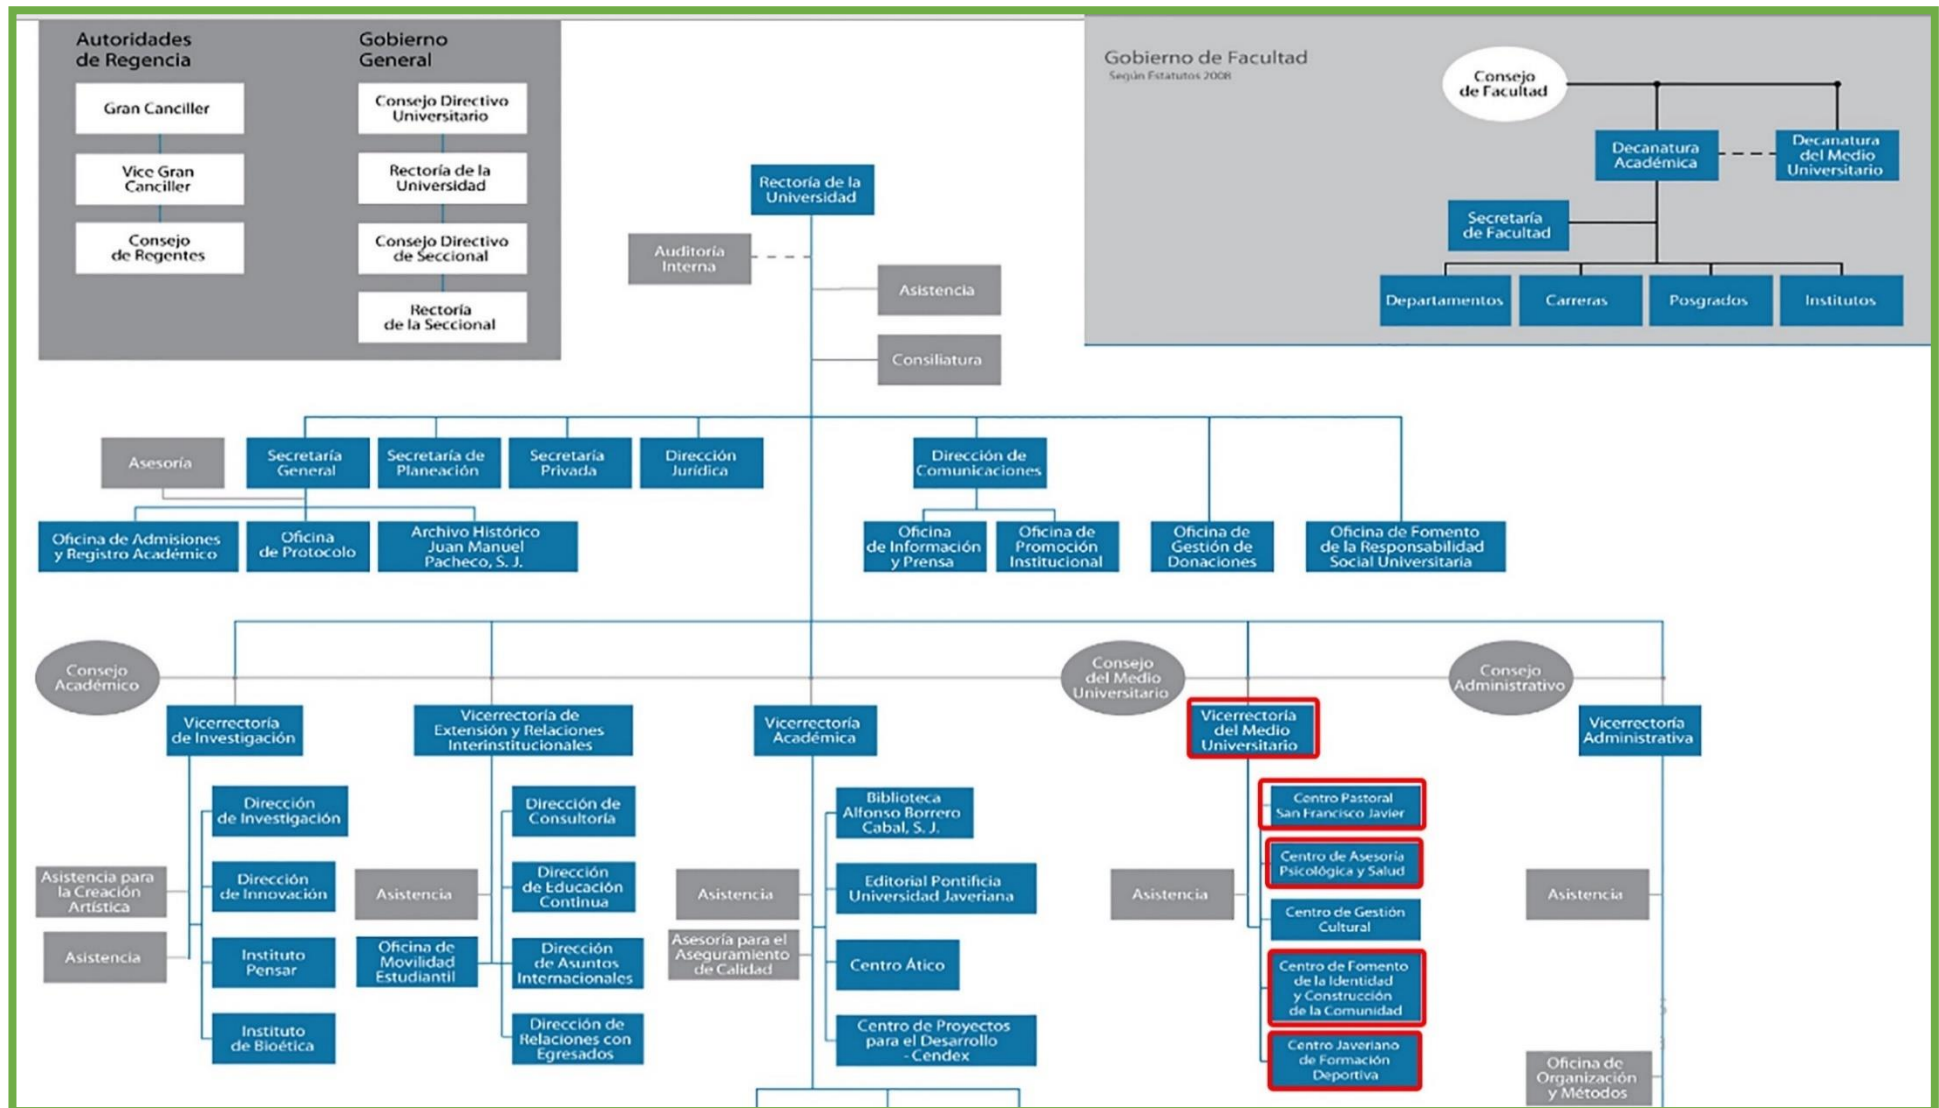 Autoridades
de Regencia
Gran Canciller
Vice Gran
Canciller
Consejo
de Regentes
Gobierno
General
Consejo Directivo
Universitario
Rectoría de la
Universidad
Consejo Directivo
de Seccional
Rectoría
de la Seccional
Gobierno de Facultad
Según Estatutos 2008
Consejo
de Facultad
Decanatura
Académica
Decanatura
del Medio
Universitario
Secretaría
de Facultad
Departamentos
Carreras
Posgrados
Institutos
Rectoría de la
Universidad
Auditoría
Interna
Asistencia
Consiliatura
Asesoría
Secretaría
General
Secretaría de
Planeación
Secretaría
Privada
Dirección
Jurídica
Dirección de
Comunicaciones
Oficina de Admisiones
y Registro Académico
Oficina
de Protocolo
Archivo Histórico
Juan Manuel
Pacheco, S. J.
Oficina
de Información
y Prensa
Oficina de
Promoción
Institucional
Oficina de
Gestión de
Donaciones
Oficina de Fomento
de la Responsabilidad
Social Universitaria
Consejo
Académico
Consejo
del Medio
Universitario
Consejo
Administrativo
Vicerrectoría
de Investigación
Vicerrectoría de
Extensión y Relaciones
Interinstitucionales
Vicerrectoría
Académica
Vicerrectoría
del Medio
Universitario
Vicerrectoría
Administrativa
Dirección
de Investigación
Asistencia para
la Creación
Artística
Dirección
de Innovación
Asistencia
Instituto
Pensar
Instituto
de Bioética
Dirección de
Consultoría
Asistencia
Dirección
de Educación
Continua
Oficina de
Movilidad
Estudiantil
Dirección
de Asuntos
Internacionales
Dirección de
Relaciones con
Egresados
Biblioteca
Alfonso Borrero
Cabal, S. J.
Asistencia
Editorial Pontificia
Universidad Javeriana
Asesoría para el
Aseguramiento
de Calidad
Centro Ático
Centro de Proyectos
para el Desarrollo
- Cendex
Centro Pastoral
San Francisco Javier
Centro de Asesoría
Psicológica y Salud
Asistencia
Centro de Gestión
Cultural
Centro de Fomento
de la Identidad
y Construcción
de la Comunidad
Centro Javeriano
de Formación
Deportiva
Asistencia
Oficina de
Organización
y Métodos